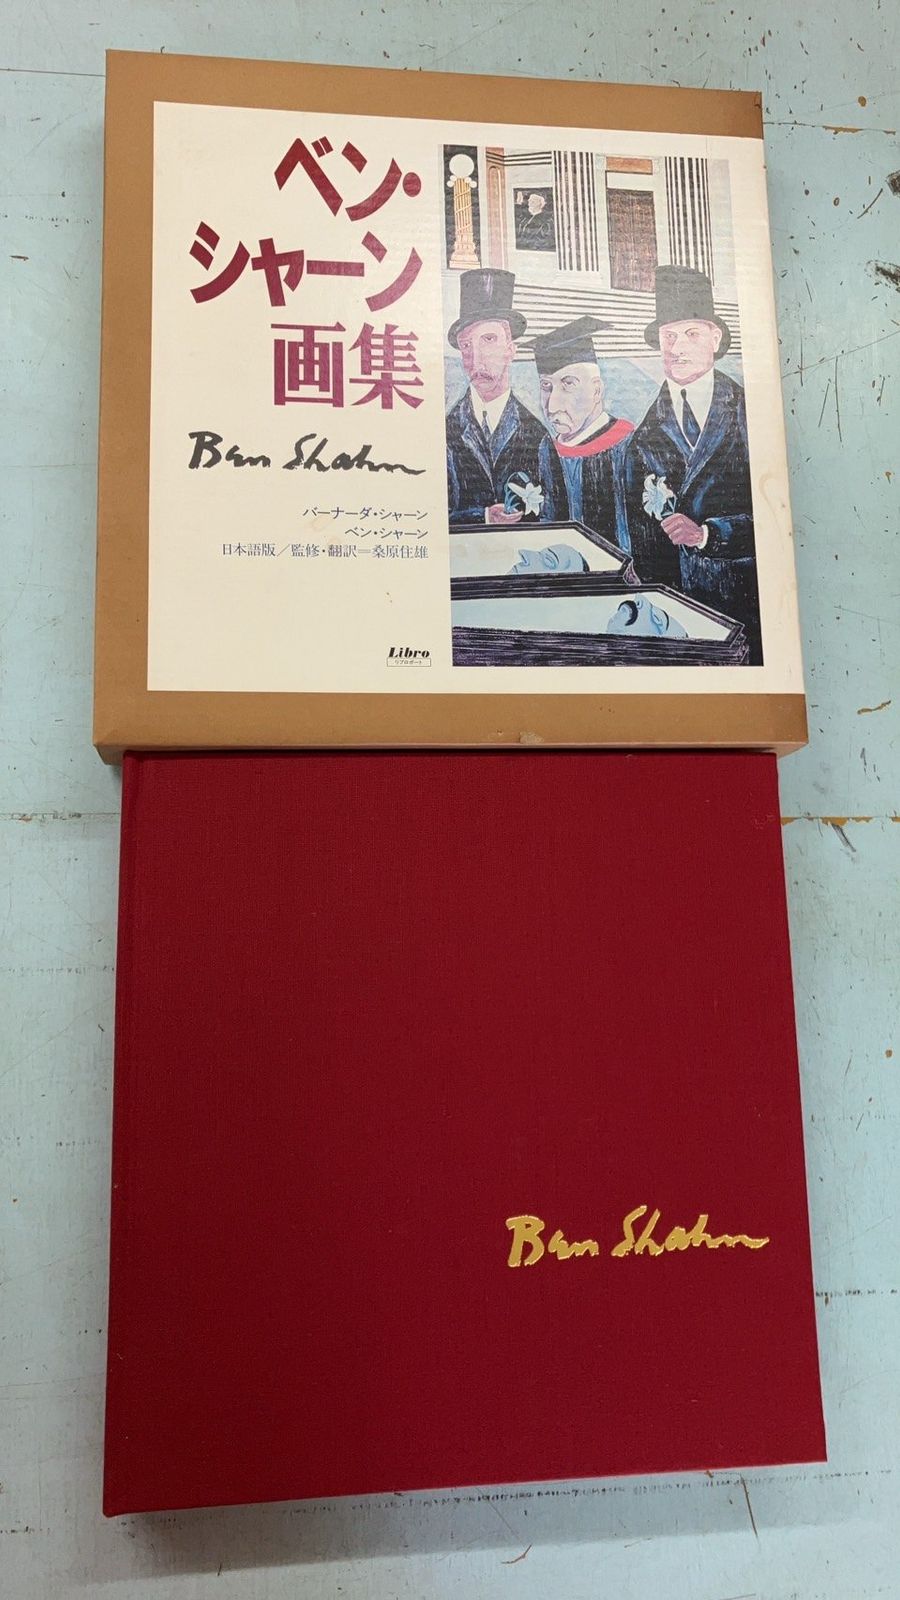 ベン・
シャーン
画集
Ben Shahn
バーナーダ・シャーン
ベン・シャーン
日本語版／監修・翻訳＝桑原住雄
Libro
リブロポート
Ben Shahn